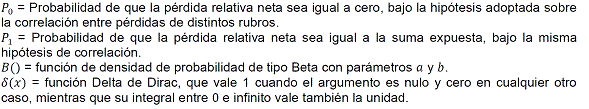 P₀ = Probabilidad de que la pérdida relativa neta sea igual a cero, bajo la hipótesis adoptada sobre
la correlación entre pérdidas de distintos rubros.
P₁ = Probabilidad de que la pérdida relativa neta sea igual a la suma expuesta, bajo la misma
hipótesis de correlación.
B() = función de densidad de probabilidad de tipo Beta con parámetros a y b.
δ(x) = función Delta de Dirac, que vale 1 cuando el argumento es nulo y cero en cualquier otro
caso, mientras que su integral entre 0 e infinito vale también la unidad.